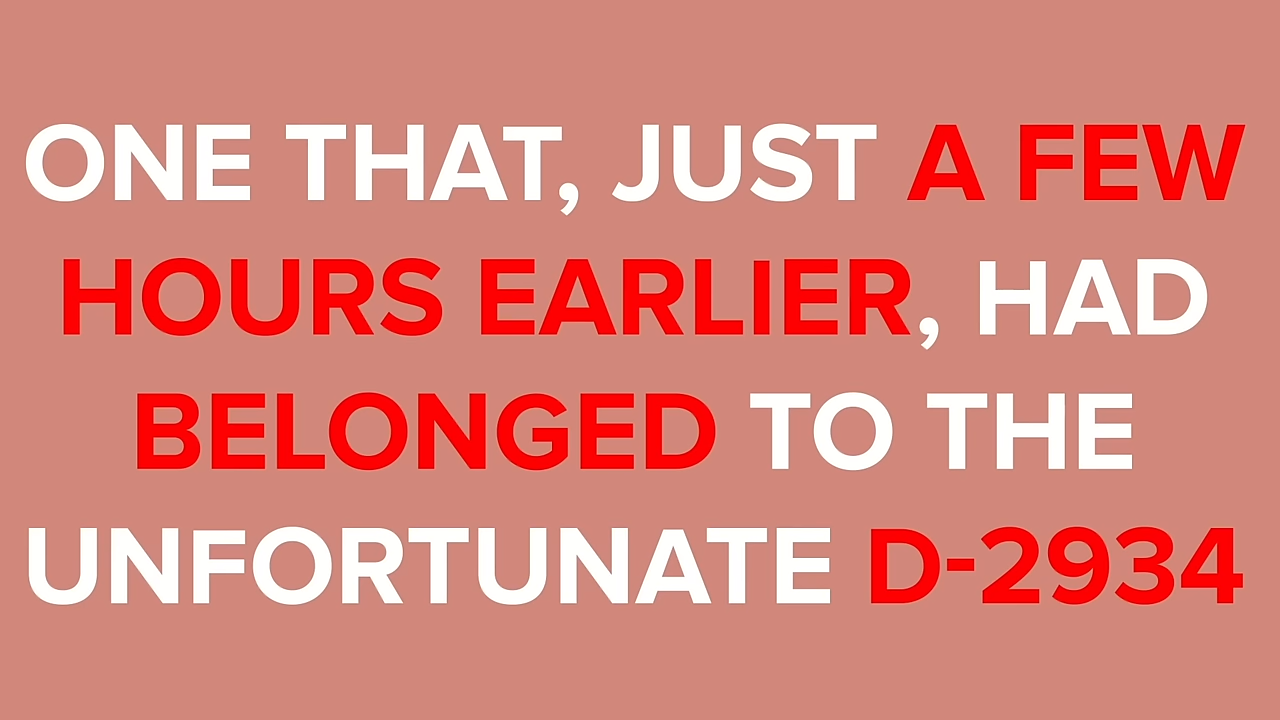 ONE THAT, JUST A FEW
HOURS EARLIER, HAD
BELONGED TO THE
UNFORTUNATE D-2934